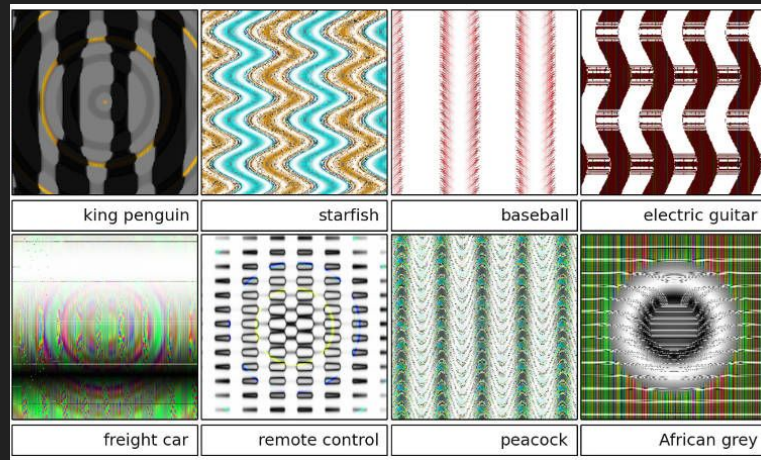 king penguin
starfish
baseball
electric guitar
freight car
remote control
peacock
African grey